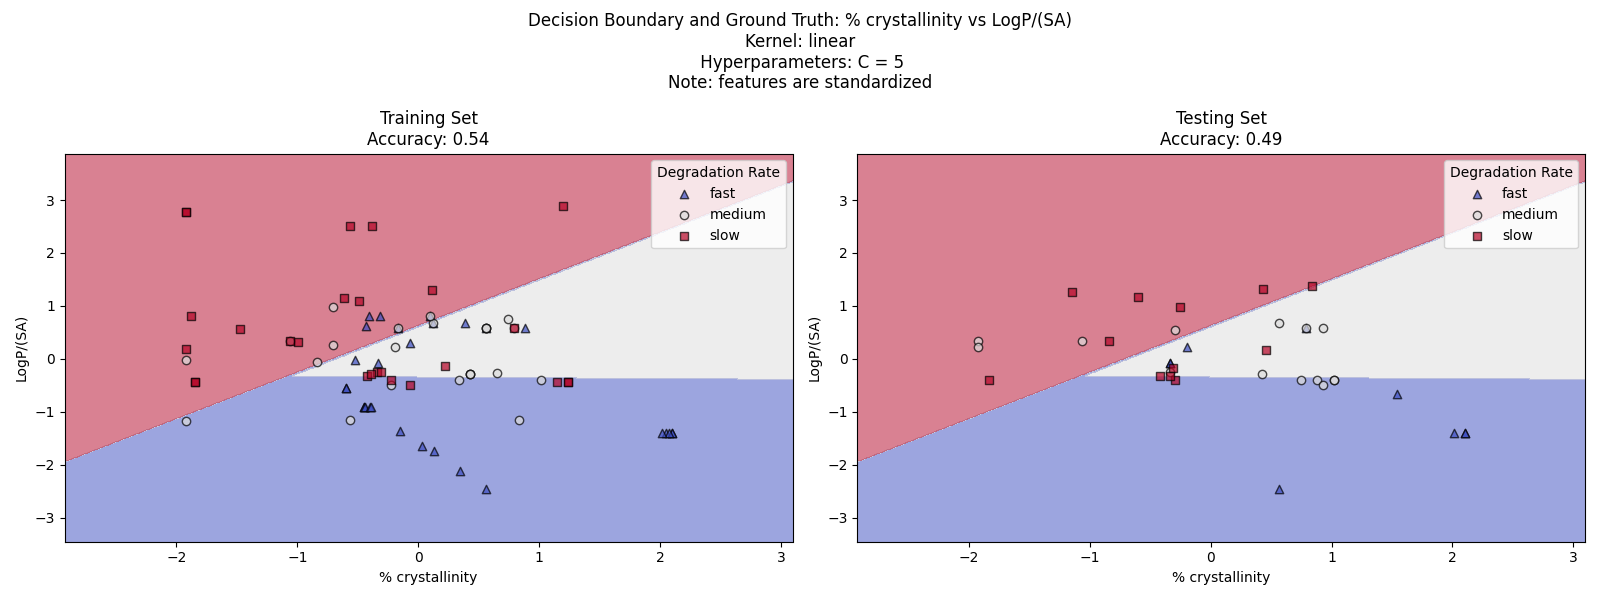 Decision Boundary and Ground Truth: % crystallinity vs LogP/(SA)
Kernel: linear
Hyperparameters: C = 5
Note: features are standardized
Training Set
Accuracy: 0.54
Degradation Rate
fast
medium
slow
3
2
1
0
−1
−2
−3
LogP/(SA)
−2
−1
0
1
2
3
% crystallinity
Testing Set
Accuracy: 0.49
Degradation Rate
fast
medium
slow
3
2
1
0
−1
−2
−3
LogP/(SA)
−2
−1
0
1
2
3
% crystallinity